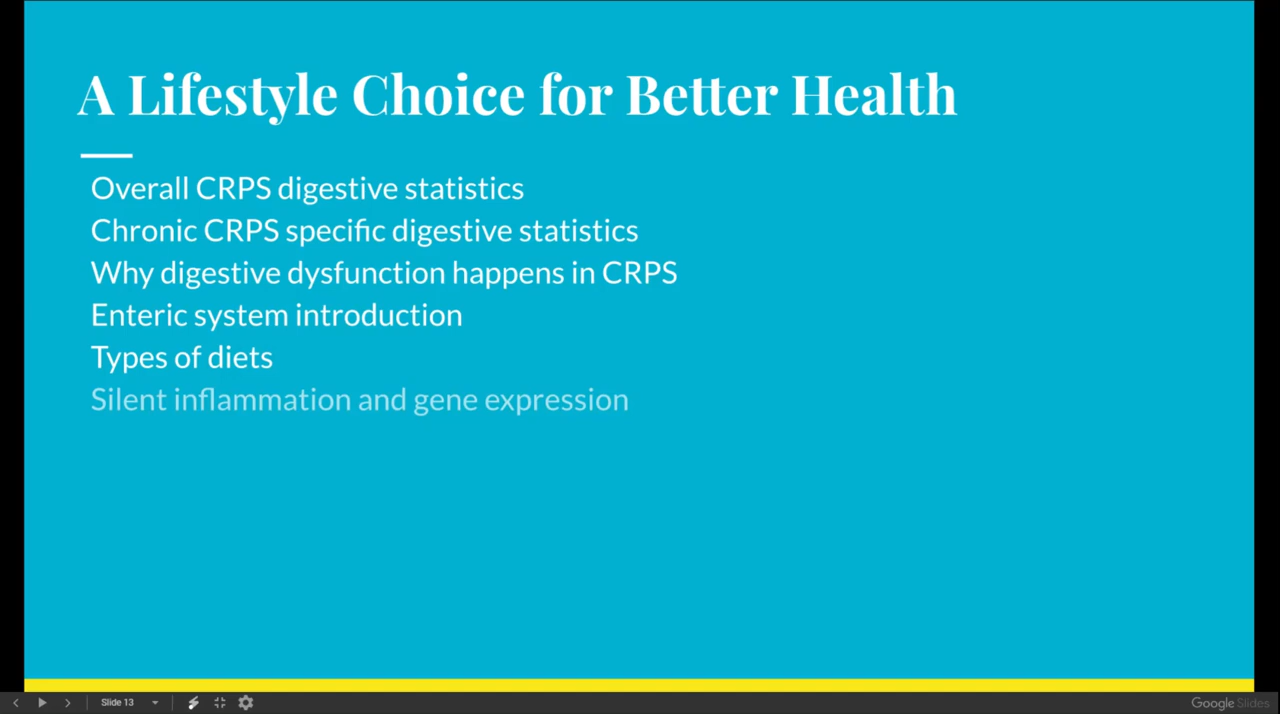 A Lifestyle Choice for Better Health
Overall CRPS digestive statistics
Chronic CRPS specific digestive statistics
Why digestive dysfunction happens in CRPS
Enteric system introduction
Types of diets
Silent inflammation and gene expression
Slide 13
Google Slides